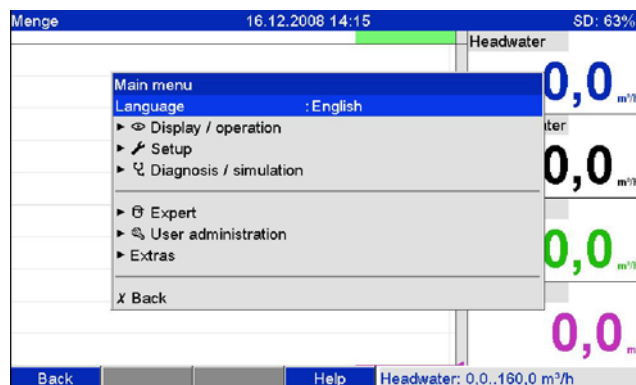 Menge 16.12.2008 14:15 SD: 63%
Headwater
0,0 m³/h
Main menu
Language :English
► Display / operation
► Setup
► Diagnosis / simulation
► Expert
► User administration
► Extras
X Back
0,0
0,0
0,0
Back Help Headwater: 0,0..160,0 m³/h